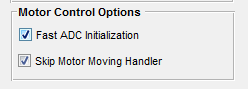 Motor Control Options
Fast ADC Initialization
Skip Motor Moving Handler